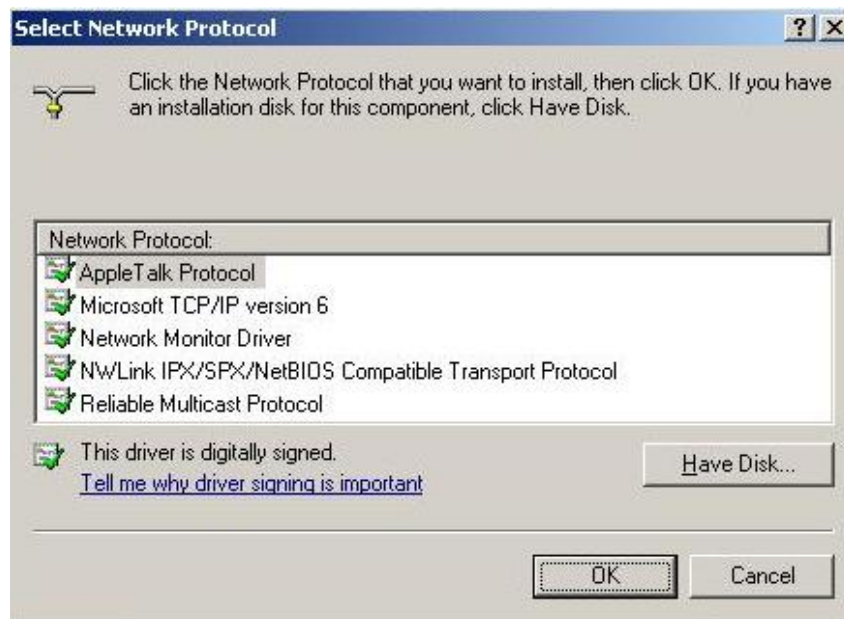 Select Network Protocol
Click the Network Protocol that you want to install, then click OK. If you have
an installation disk for this component, click Have Disk.
Network Protocol:
AppleTalk Protocol
Microsoft TCP/IP version 6
Network Monitor Driver
NWLink IPX/SPX/NetBIOS Compatible Transport Protocol
Reliable Multicast Protocol
This driver is digitally signed.
Tell me why driver signing is important
Have Disk...
OK
Cancel